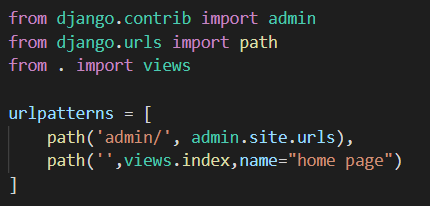 from django.contrib import admin
from django.urls import path
from . import views

urlpatterns = [
    path('admin/', admin.site.urls),
    path('',views.index,name="home page")
]